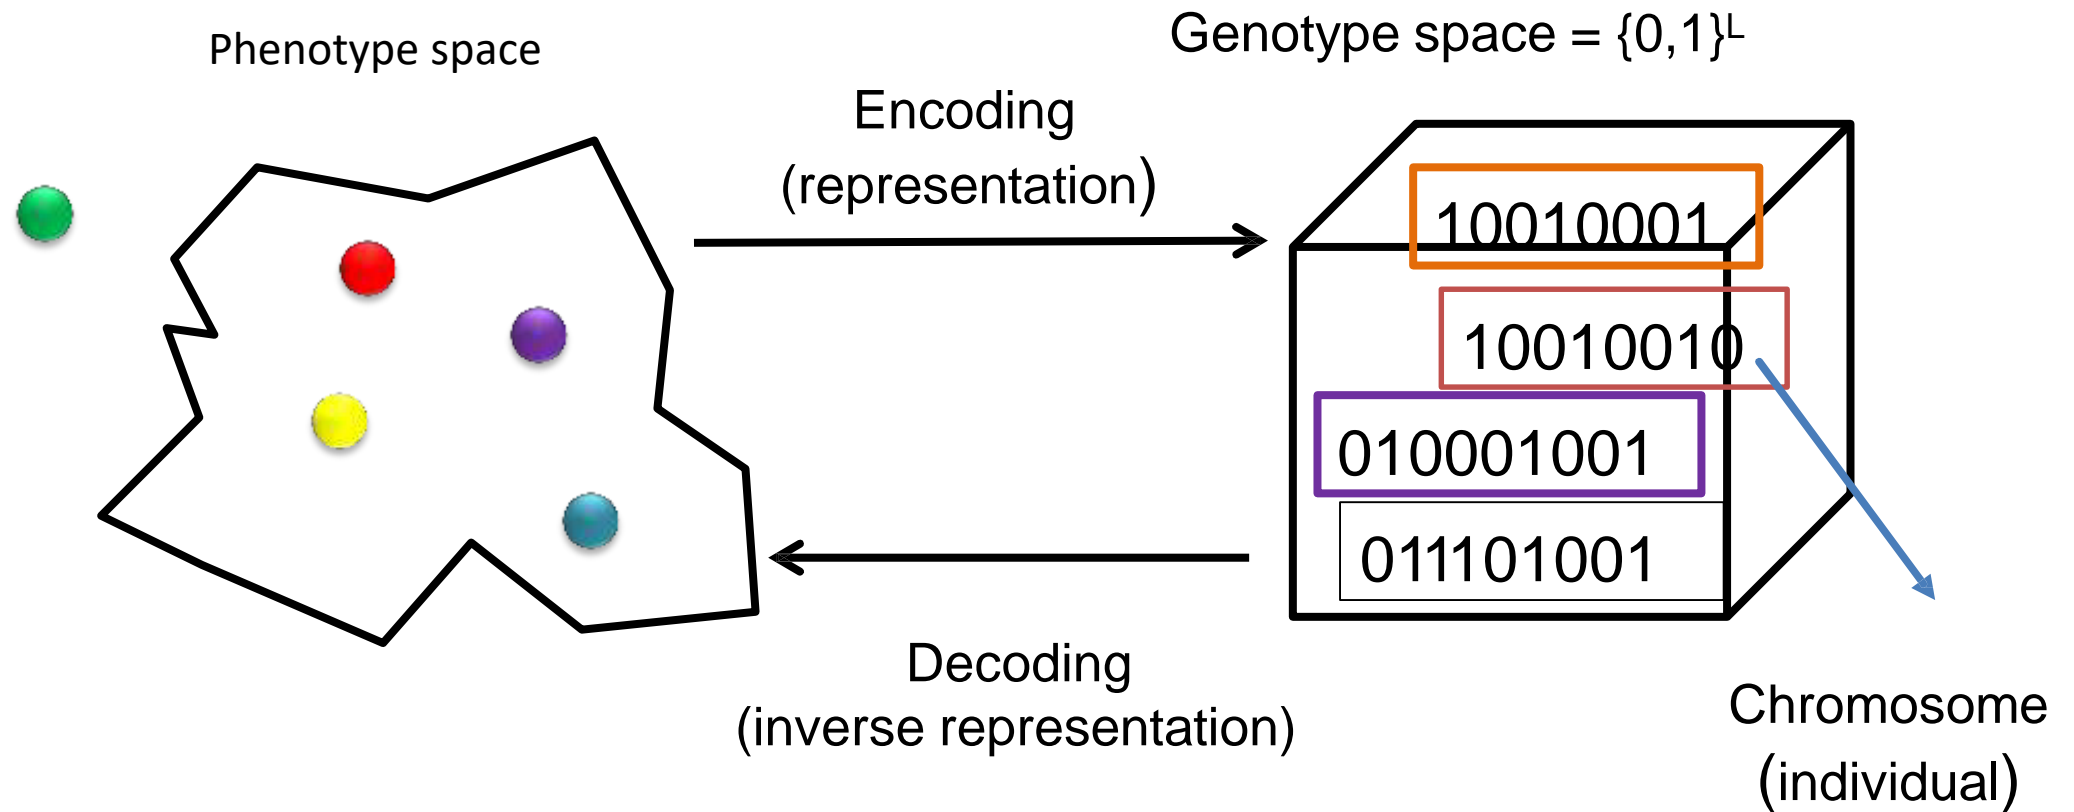 Phenotype space
Genotype space = {0,1}ᴸ
Encoding
(representation)
10010001
10010010
010001001
011101001
Decoding
(inverse representation)
Chromosome
(individual)